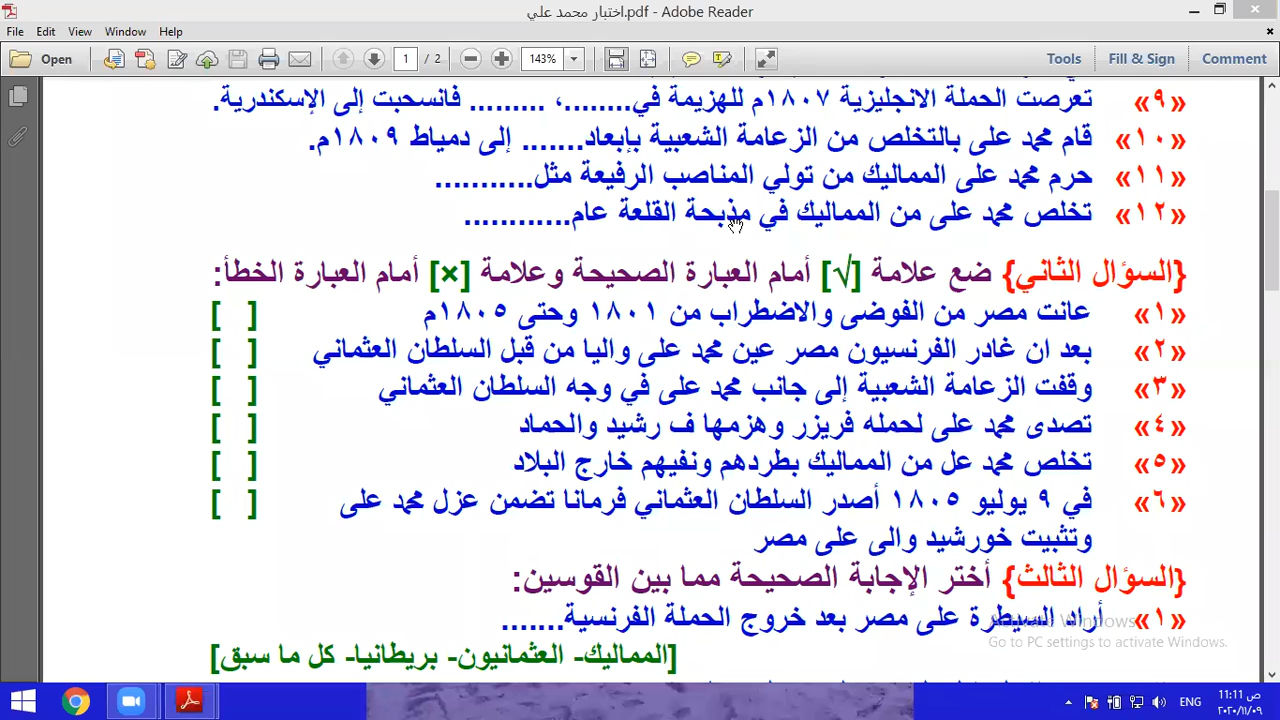 اختبار محمد علي.pdf - Adobe Reader
File Edit View Window Help
Open 1 / 2 143% Tools Fill & Sign Comment
«٩» تعرضت الحملة الانجليزية ١٨٠٧م للهزيمة في........، ......... فانسحبت إلى الإسكندرية.
«١٠» قام محمد على بالتخلص من الزعامة الشعبية بإبعاد....... إلى دمياط ١٨٠٩م.
«١١» حرم محمد على المماليك من تولي المناصب الرفيعة مثل...........
«١٢» تخلص محمد على من المماليك في مذبحة القلعة عام............
{السؤال الثاني} ضع علامة [√] أمام العبارة الصحيحة وعلامة [×] أمام العبارة الخطأ:
«١» عانت مصر من الفوضى والاضطراب من ١٨٠١ وحتى ١٨٠٥م [ ]
«٢» بعد ان غادر الفرنسيون مصر عين محمد على واليا من قبل السلطان العثماني [ ]
«٣» وقفت الزعامة الشعبية إلى جانب محمد على في وجه السلطان العثماني [ ]
«٤» تصدى محمد على لحمله فريزر وهزمها ف رشيد والحماد [ ]
«٥» تخلص محمد عل من المماليك بطردهم ونفيهم خارج البلاد [ ]
«٦» في ٩ يوليو ١٨٠٥ أصدر السلطان العثماني فرمانا تضمن عزل محمد على [ ]
وتثبيت خورشيد والى على مصر
{السؤال الثالث} أختر الإجابة الصحيحة مما بين القوسين:
«١» أراد السيطرة على مصر بعد خروج الحملة الفرنسية.......
[المماليك- العثمانيون- بريطانيا- كل ما سبق]
Activate Windows
Go to PC settings to activate Windows.
ENG ص 11:11
٢٠٢٠/١١/٠٩